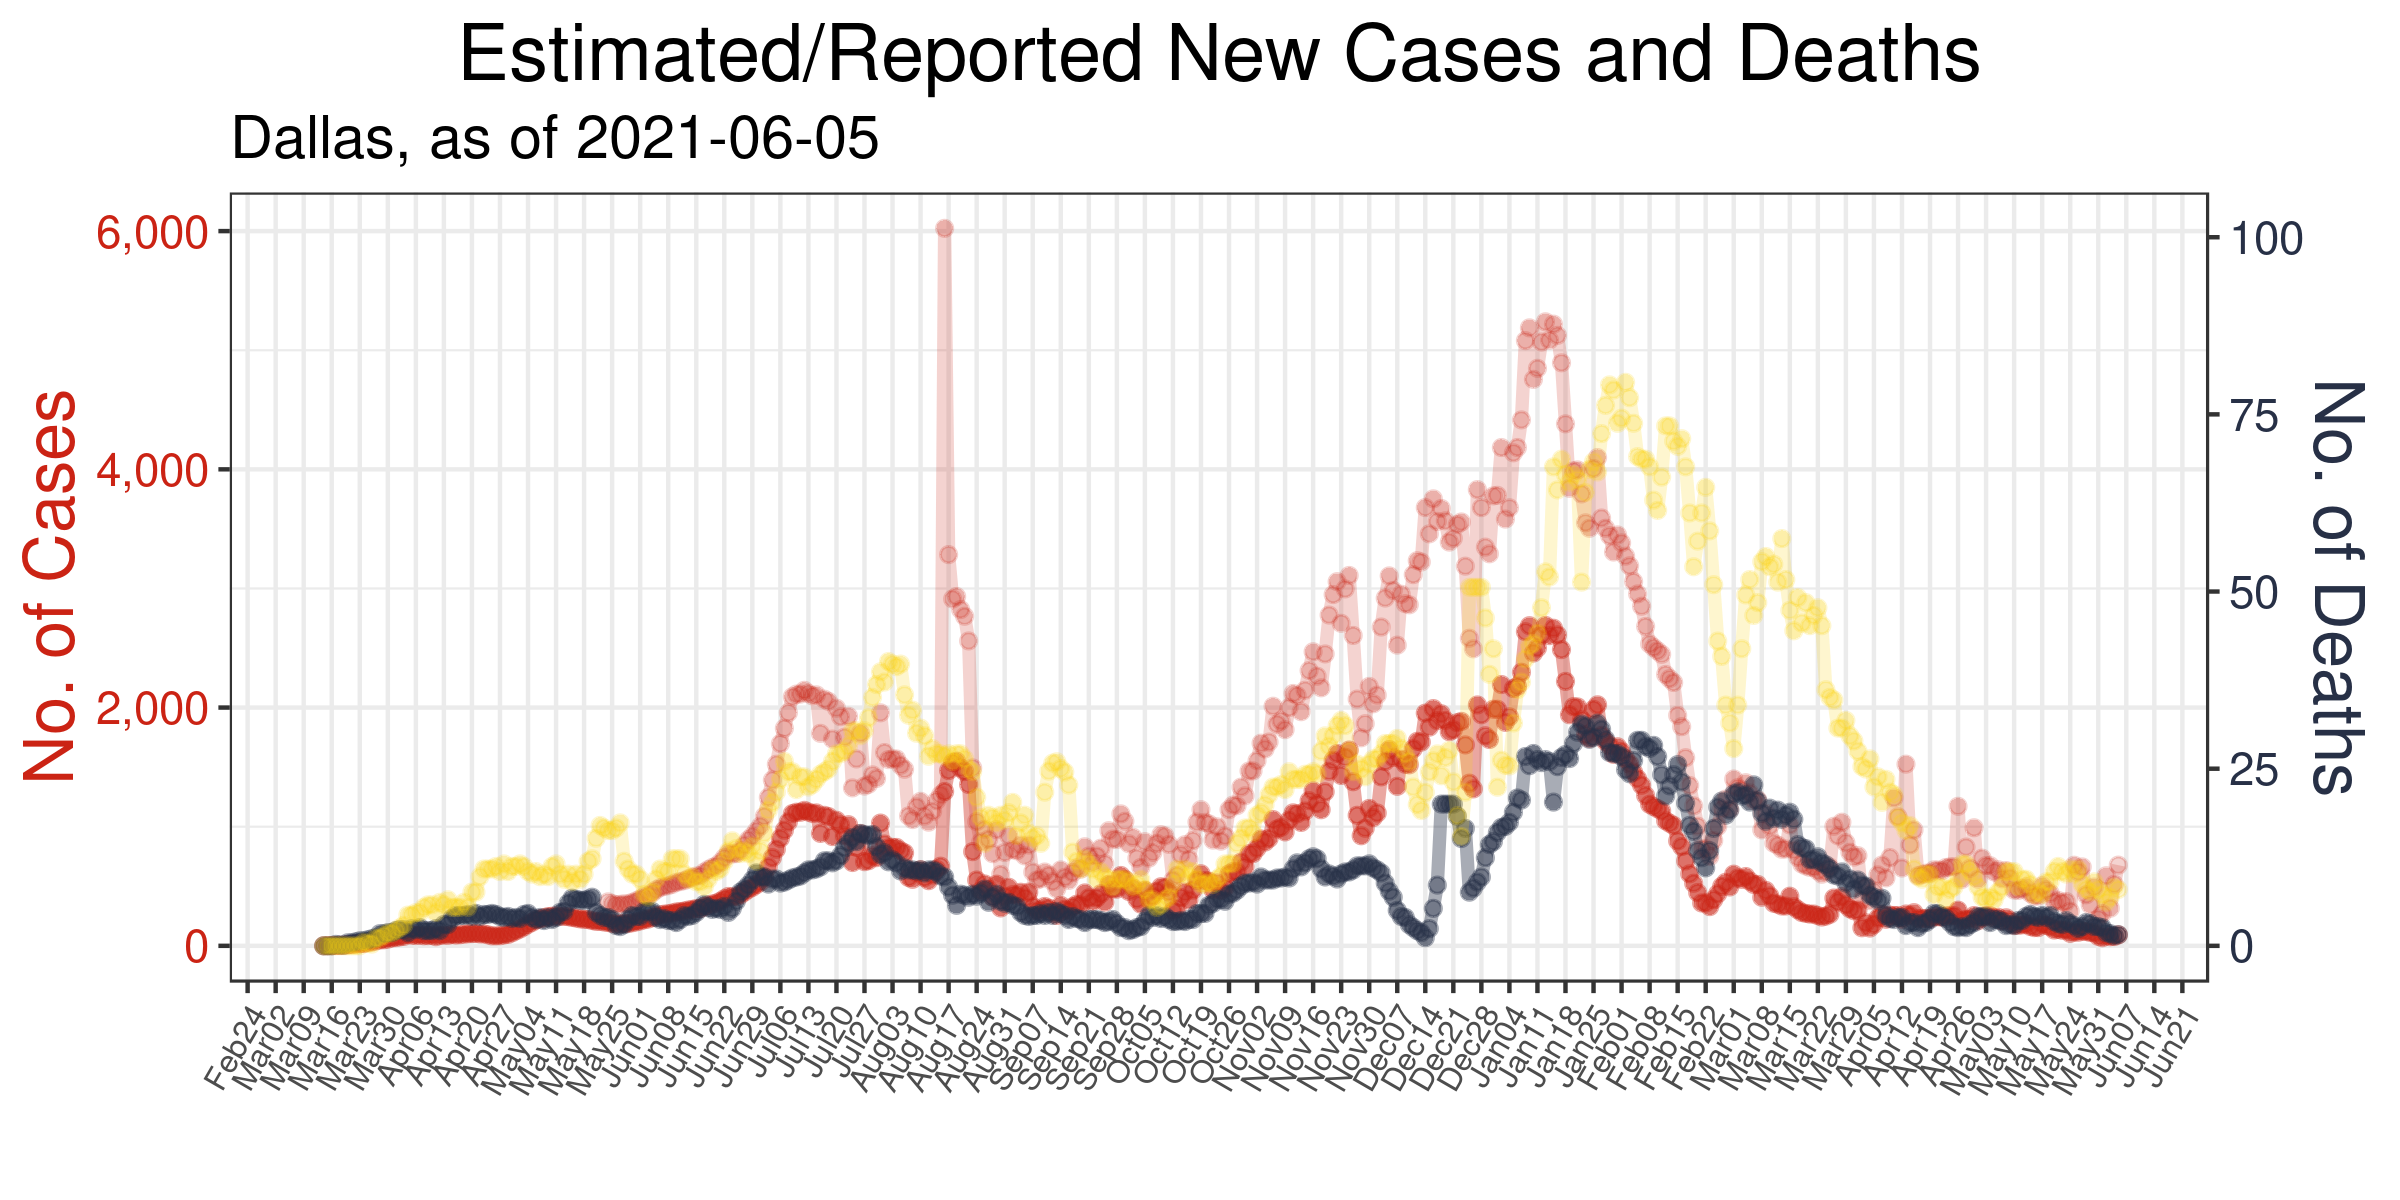 Estimated/Reported New Cases and Deaths
Dallas, as of 2021-06-05
No. of Cases
6,000
4,000
2,000
0
100
75
50
25
0
No. of Deaths
Feb24
Mar02
Mar09
Mar16
Mar23
Mar30
Apr06
Apr13
Apr20
Apr27
May04
May11
May18
May25
Jun01
Jun08
Jun15
Jun22
Jun29
Jul06
Jul13
Jul20
Jul27
Aug03
Aug10
Aug17
Aug24
Aug31
Sep07
Sep14
Sep21
Sep28
Oct05
Oct12
Oct19
Oct26
Nov02
Nov09
Nov16
Nov23
Nov30
Dec07
Dec14
Dec21
Dec28
Jan04
Jan11
Jan18
Jan25
Feb01
Feb08
Feb15
Feb22
Mar01
Mar08
Mar15
Mar22
Mar29
Apr05
Apr12
Apr19
Apr26
May03
May10
May17
May24
May31
Jun07
Jun14
Jun21